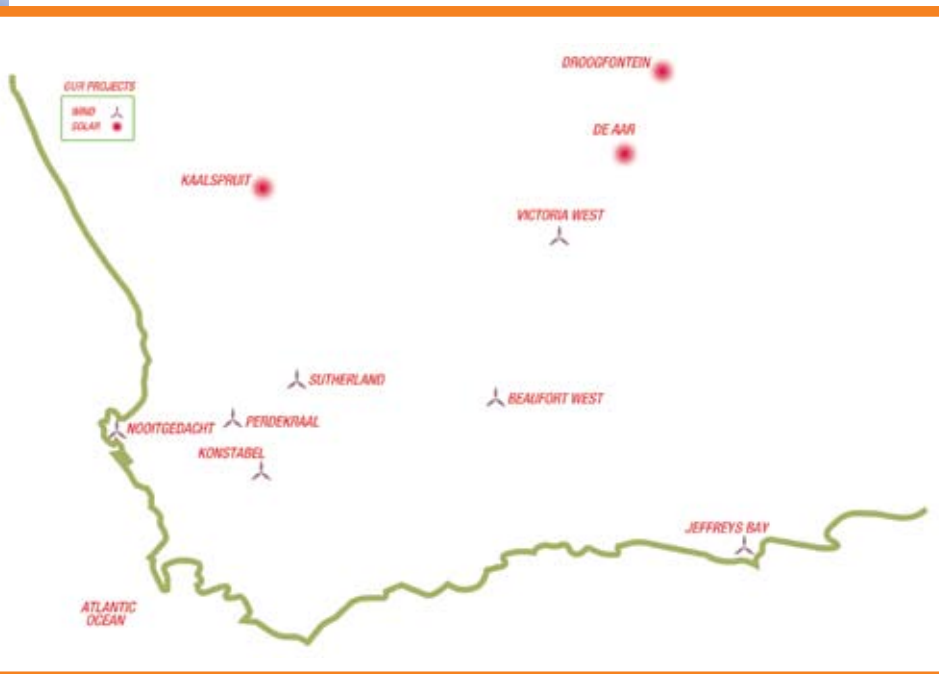 DROOGFONTEIN
OUR PROJECTS
WIND
SOLAR
DE AAR
KAALSPRUIT
VICTORIA WEST
SUTHERLAND
BEAUFORT WEST
PERDEKRAAL
NOOITGEDACHT
KONSTABEL
JEFFREYS BAY
ATLANTIC
OCEAN